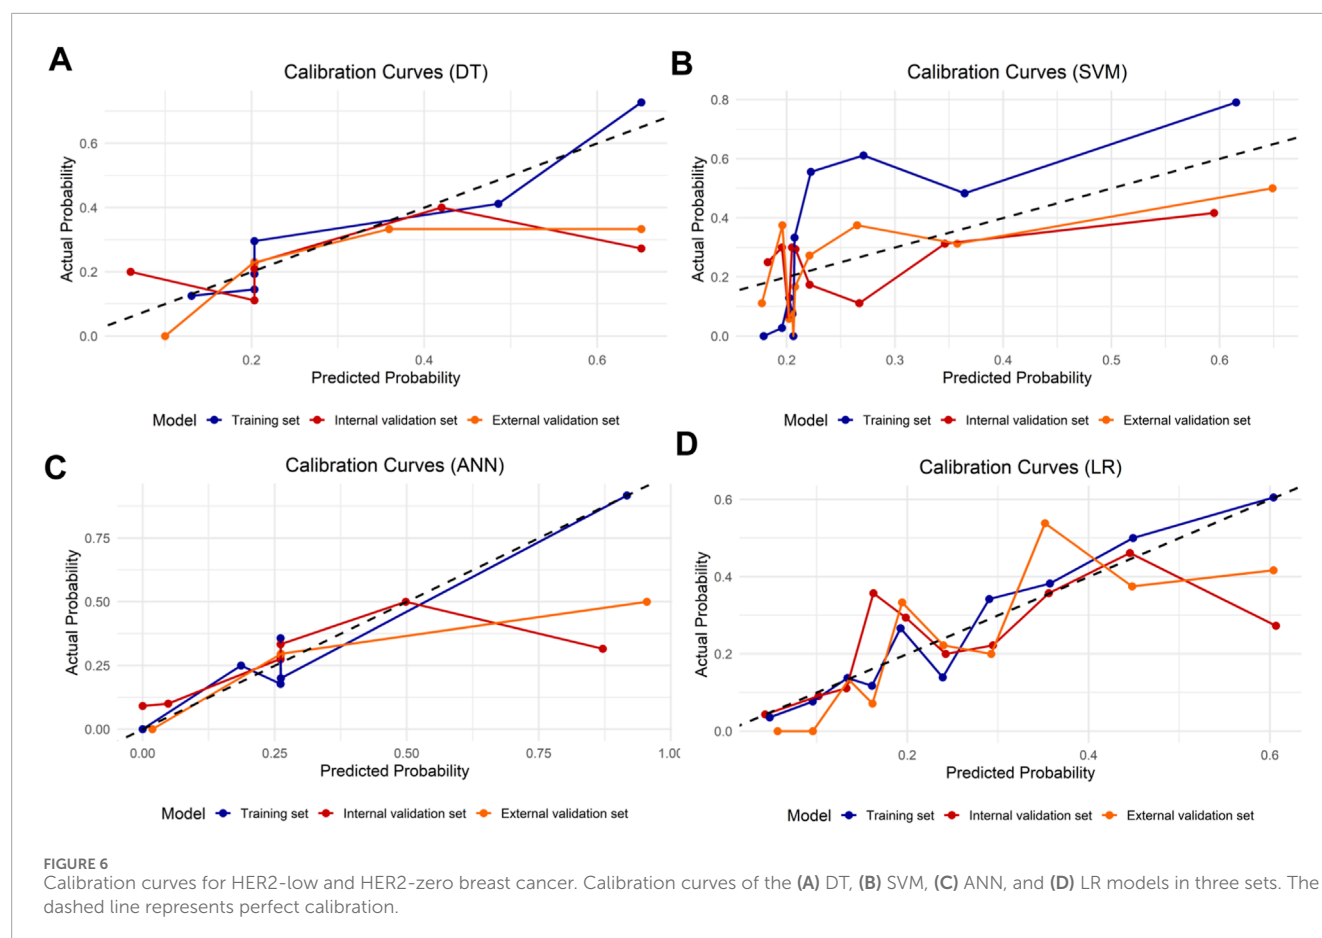 A
Calibration Curves (DT)
Actual Probability
0.6
0.4
0.2
0.0
0.2 0.4 0.6
Predicted Probability
Model Training set Internal validation set External validation set
B
Calibration Curves (SVM)
Actual Probability
0.8
0.6
0.4
0.2
0.0
0.2 0.3 0.4 0.5 0.6
Predicted Probability
Model Training set Internal validation set External validation set
C
Calibration Curves (ANN)
Actual Probability
0.75
0.50
0.25
0.00
0.00 0.25 0.50 0.75 1.00
Predicted Probability
Model Training set Internal validation set External validation set
D
Calibration Curves (LR)
Actual Probability
0.6
0.4
0.2
0.0
0.2 0.4 0.6
Predicted Probability
Model Training set Internal validation set External validation set
FIGURE 6
Calibration curves for HER2-low and HER2-zero breast cancer. Calibration curves of the (A) DT, (B) SVM, (C) ANN, and (D) LR models in three sets. The
dashed line represents perfect calibration.